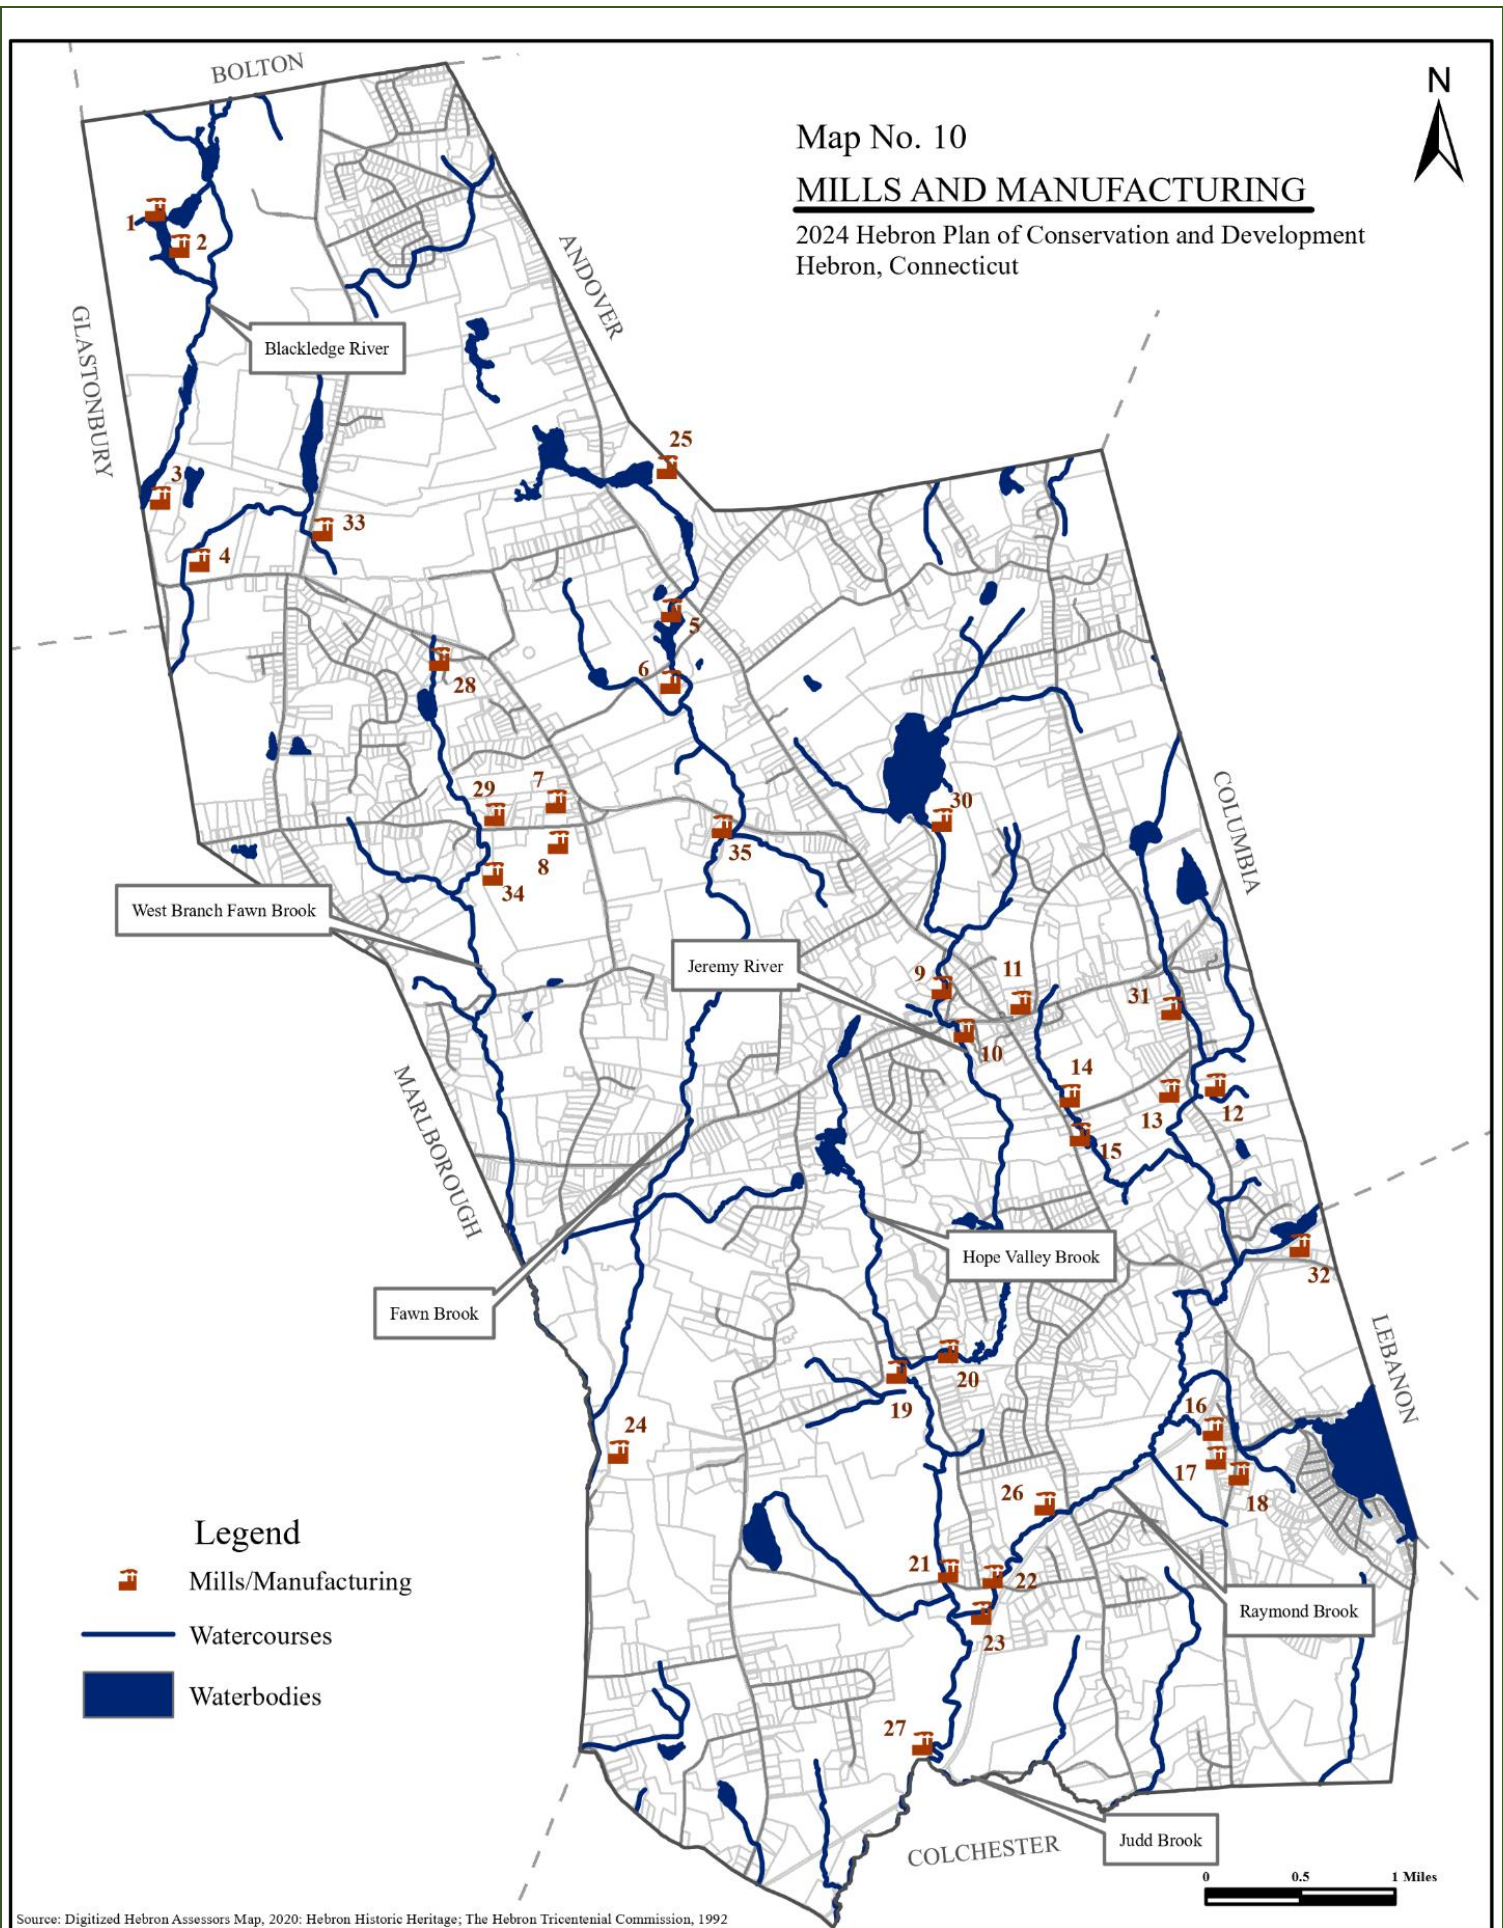 BOLTON
N
Map No. 10
MILLS AND MANUFACTURING
2024 Hebron Plan of Conservation and Development
Hebron, Connecticut
1
2
ANDOVER
GLASTONBURY
Blackledge River
25
3
33
4
5
6
28
COLUMBIA
7
29
30
35
8
34
West Branch Fawn Brook
Jeremy River
9
11
31
10
14
MARLBOROUGH
13
12
15
Hope Valley Brook
32
Fawn Brook
LEBANON
20
16
19
24
17
26
18
Legend
Mills/Manufacturing
21
22
Raymond Brook
Watercourses
23
Waterbodies
27
Judd Brook
COLCHESTER
0 0.5 1 Miles
Source: Digitized Hebron Assessors Map, 2020: Hebron Historic Heritage; The Hebron Tricentenial Commission, 1992